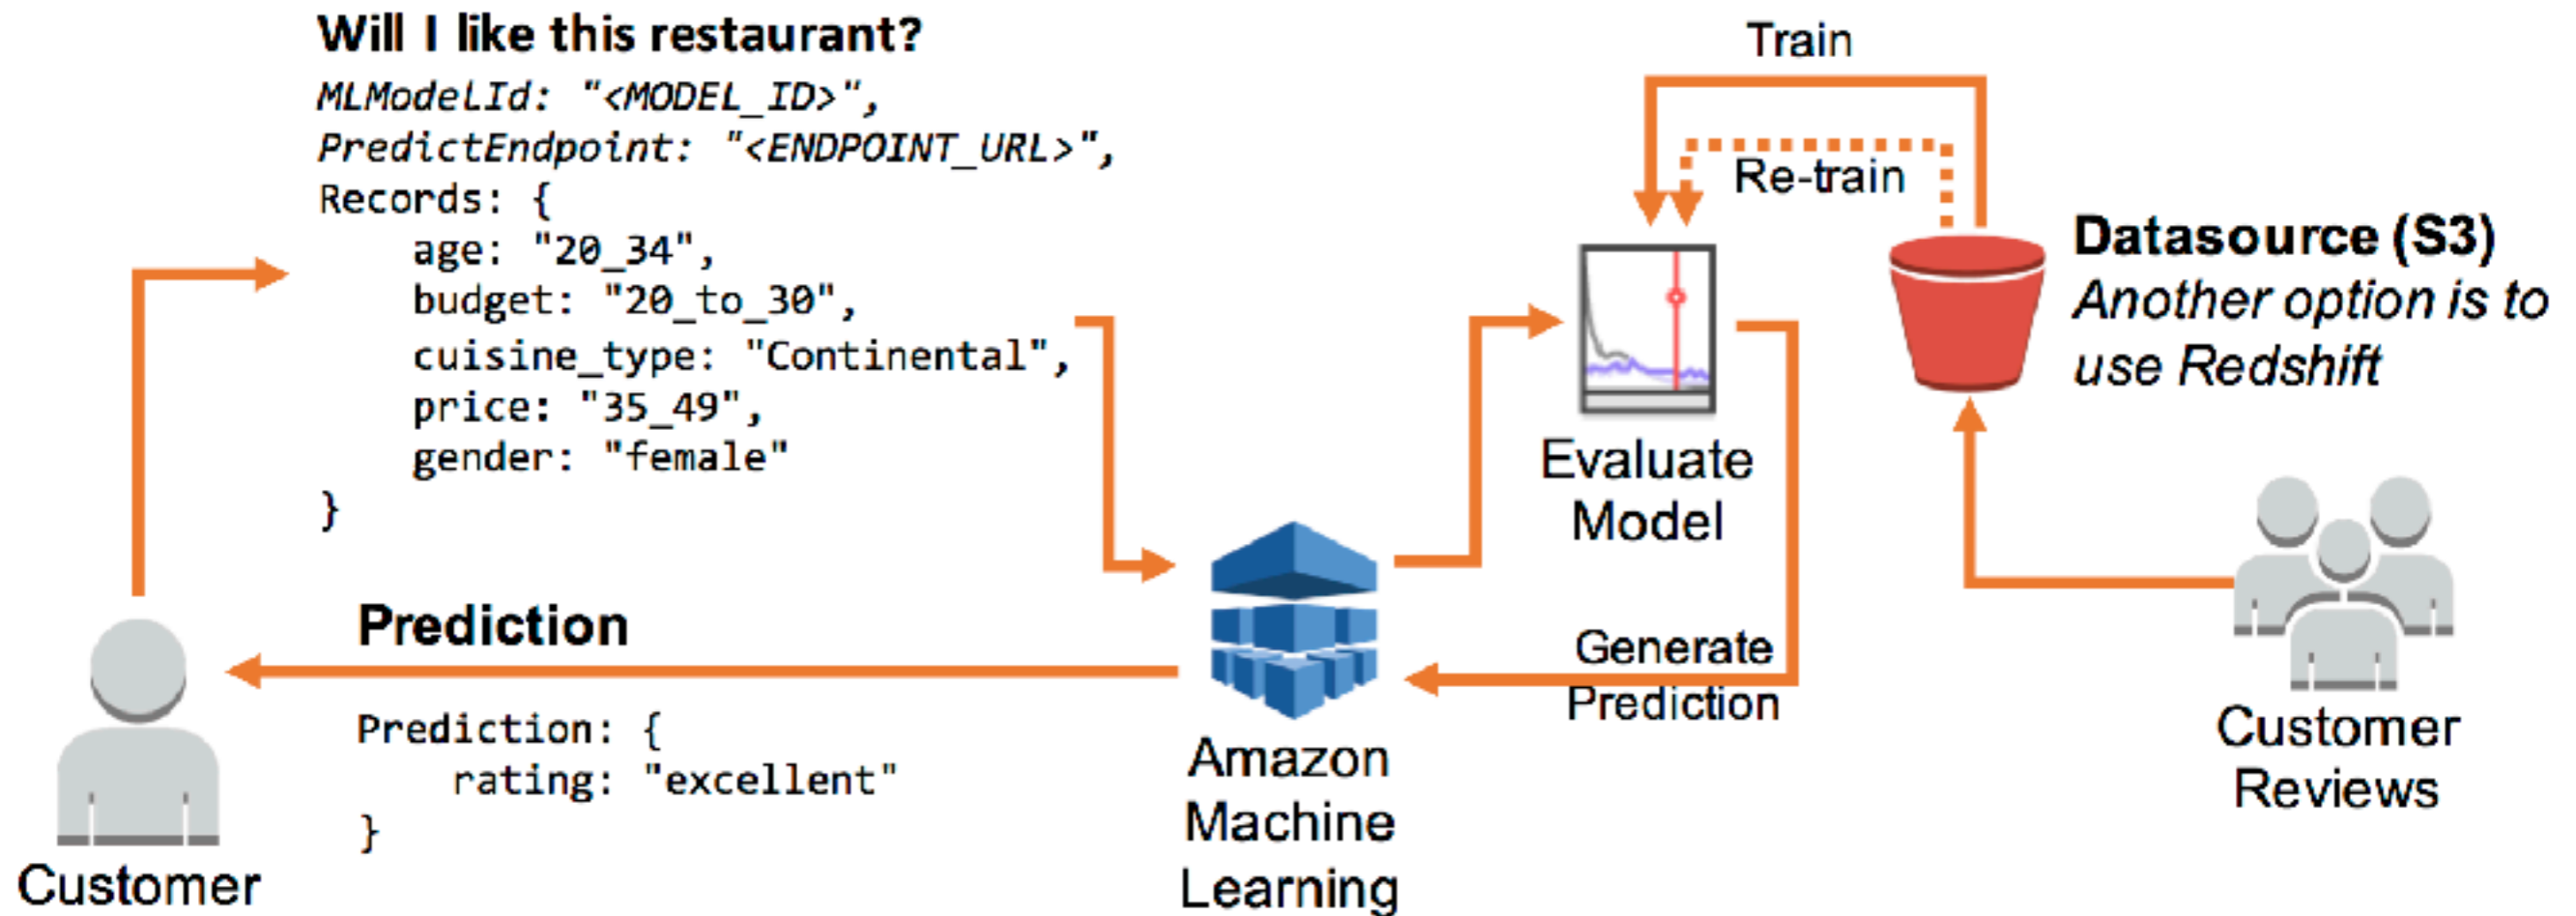 Will I like this restaurant?
MLModelId: "<MODEL_ID>",
PredictEndpoint: "<ENDPOINT_URL>",
Records: {
    age: "20_34",
    budget: "20_to_30",
    cuisine_type: "Continental",
    price: "35_49",
    gender: "female"
}
Train
Re-train
Datasource (S3)
Another option is to
use Redshift
Evaluate
Model
Generate
Prediction
Prediction
Prediction: {
    rating: "excellent"
}
Customer
Amazon
Machine
Learning
Customer
Reviews